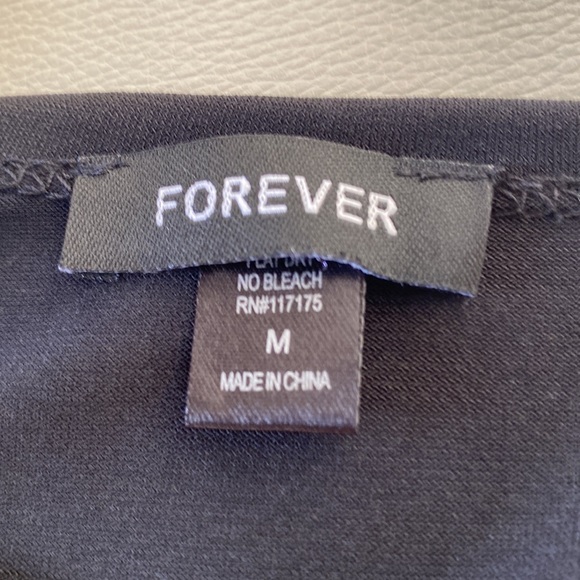 FOREVER
FLAT DRY
NO BLEACH
RN#117175
M
MADE IN CHINA